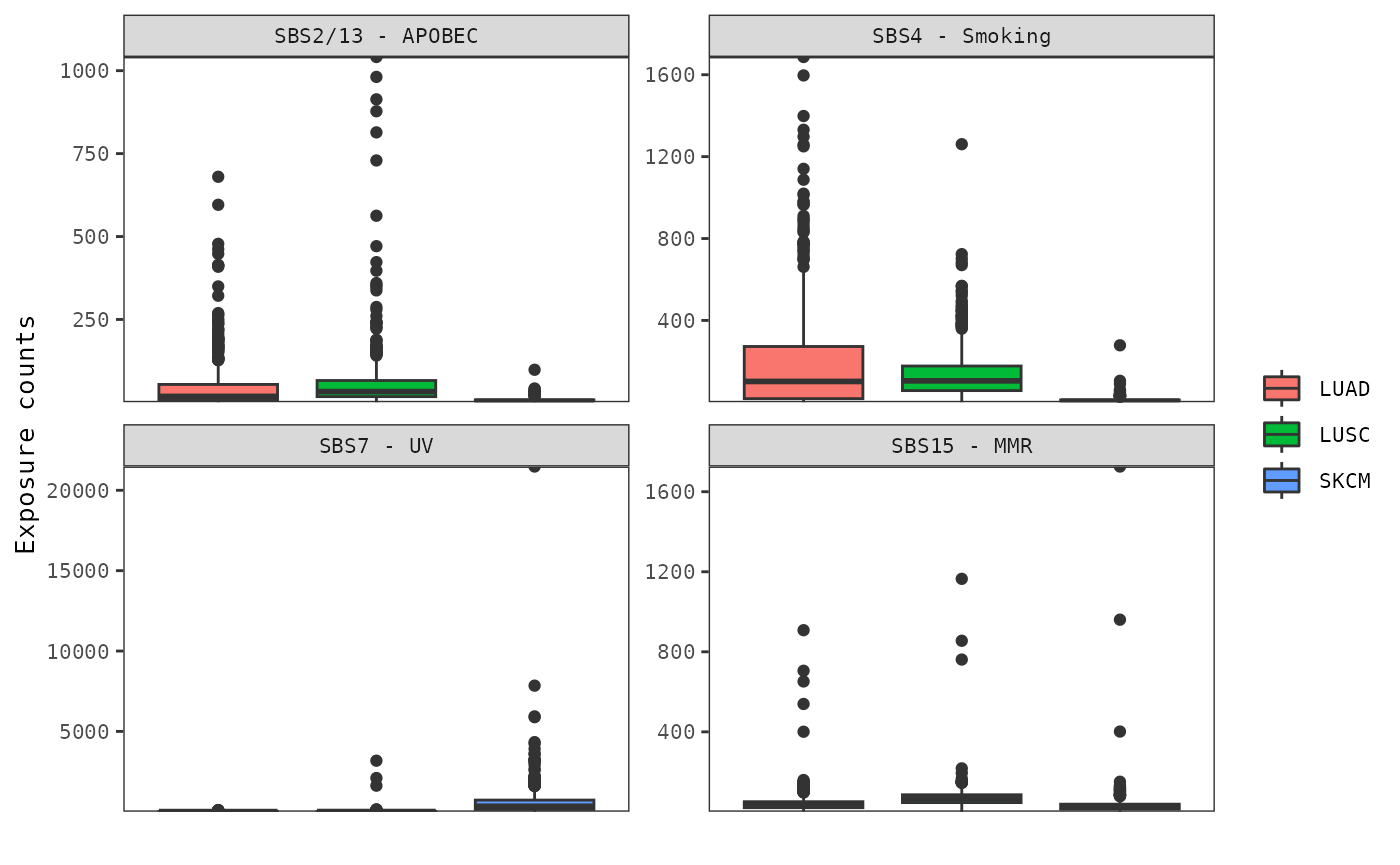 SBS2/13 - APOBEC
SBS4 - Smoking
1000
750
500
250
1600
1200
800
400
SBS7 - UV
SBS15 - MMR
20000
15000
10000
5000
1600
1200
800
400
Exposure counts
LUAD
LUSC
SKCM